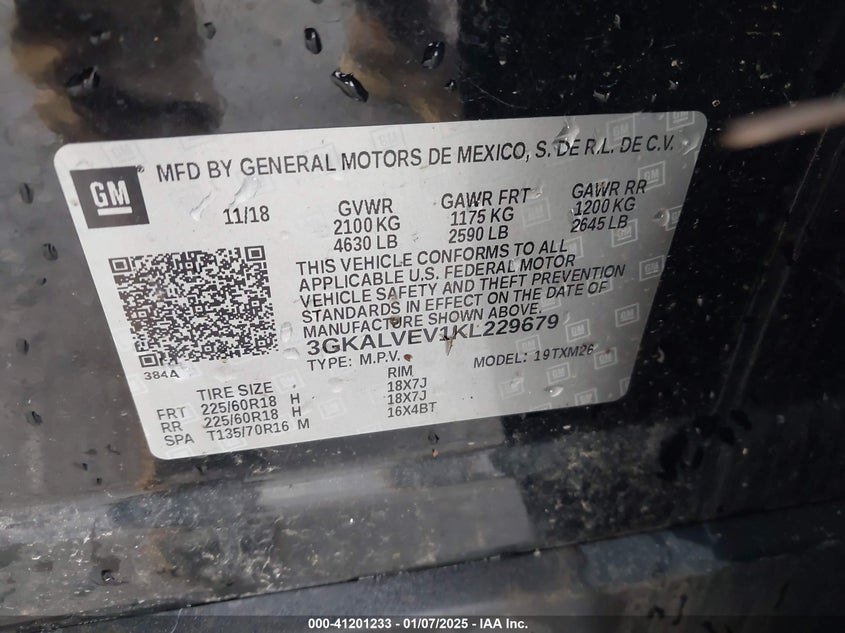 MFD BY GENERAL MOTORS DE MEXICO, S. DE R.L. DE C.V.
GM
11/18 GVWR GAWR FRT GAWR RR
2100 KG 1175 KG 1200 KG
4630 LB 2590 LB 2645 LB
THIS VEHICLE CONFORMS TO ALL
APPLICABLE U.S. FEDERAL MOTOR
VEHICLE SAFETY AND THEFT PREVENTION
STANDARDS IN EFFECT ON THE DATE OF
MANUFACTURE SHOWN ABOVE.
3GKALVEV1KL229679
TYPE: M.P.V. MODEL: 19TXM26
384A
TIRE SIZE RIM
FRT 225/60R18 H 18X7J
RR 225/60R18 H 18X7J
SPA T135/70R16 M 16X4BT
000-41201233 - 01/07/2025 - IAA Inc.